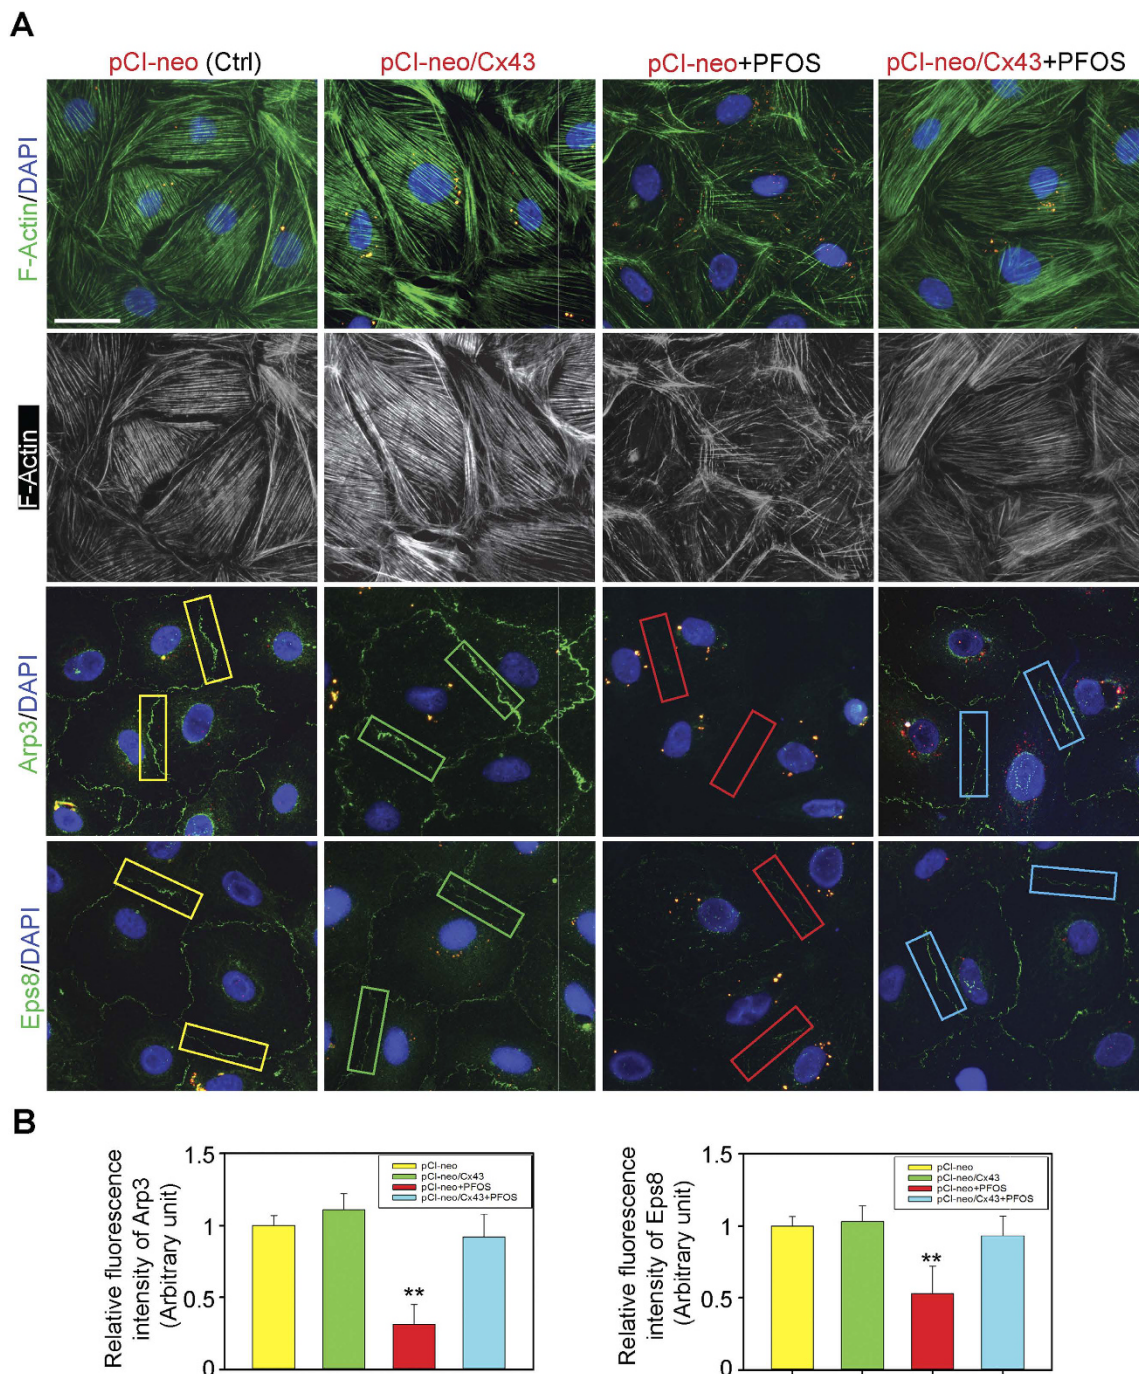 A
pCI-neo (Ctrl)
pCI-neo/Cx43
pCI-neo+PFOS
pCI-neo/Cx43+PFOS
F-Actin/DAPI
F-Actin
Arp3/DAPI
Eps8/DAPI
B
Relative fluorescence
intensity of Arp3
(Arbitrary unit)
1.5
1
0.5
0
pCI-neo
pCI-neo/Cx43
pCI-neo+PFOS
pCI-neo/Cx43+PFOS
**
Relative fluorescence
intensity of Eps8
(Arbitrary unit)
1.5
1
0.5
0
pCI-neo
pCI-neo/Cx43
pCI-neo+PFOS
pCI-neo/Cx43+PFOS
**